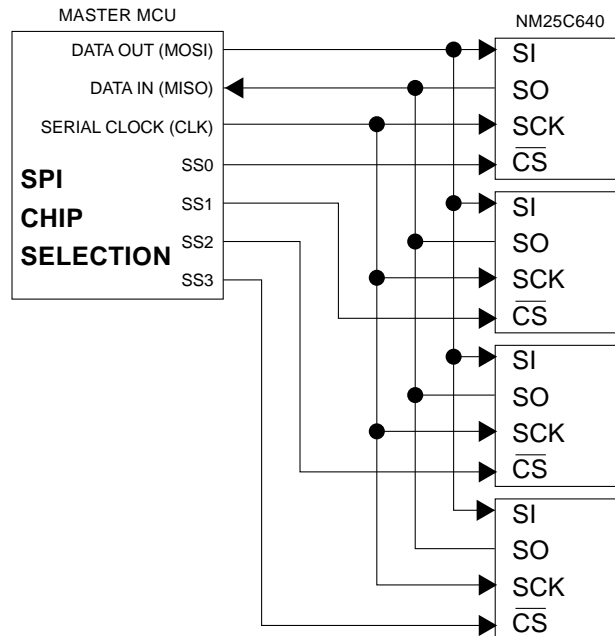 MASTER MCU
DATA OUT (MOSI)
DATA IN (MISO)
SERIAL CLOCK (CLK)
SS0
SS1
SS2
SS3
SPI
CHIP
SELECTION
NM25C640
SI
SO
SCK
CS
SI
SO
SCK
CS
SI
SO
SCK
CS
SI
SO
SCK
CS